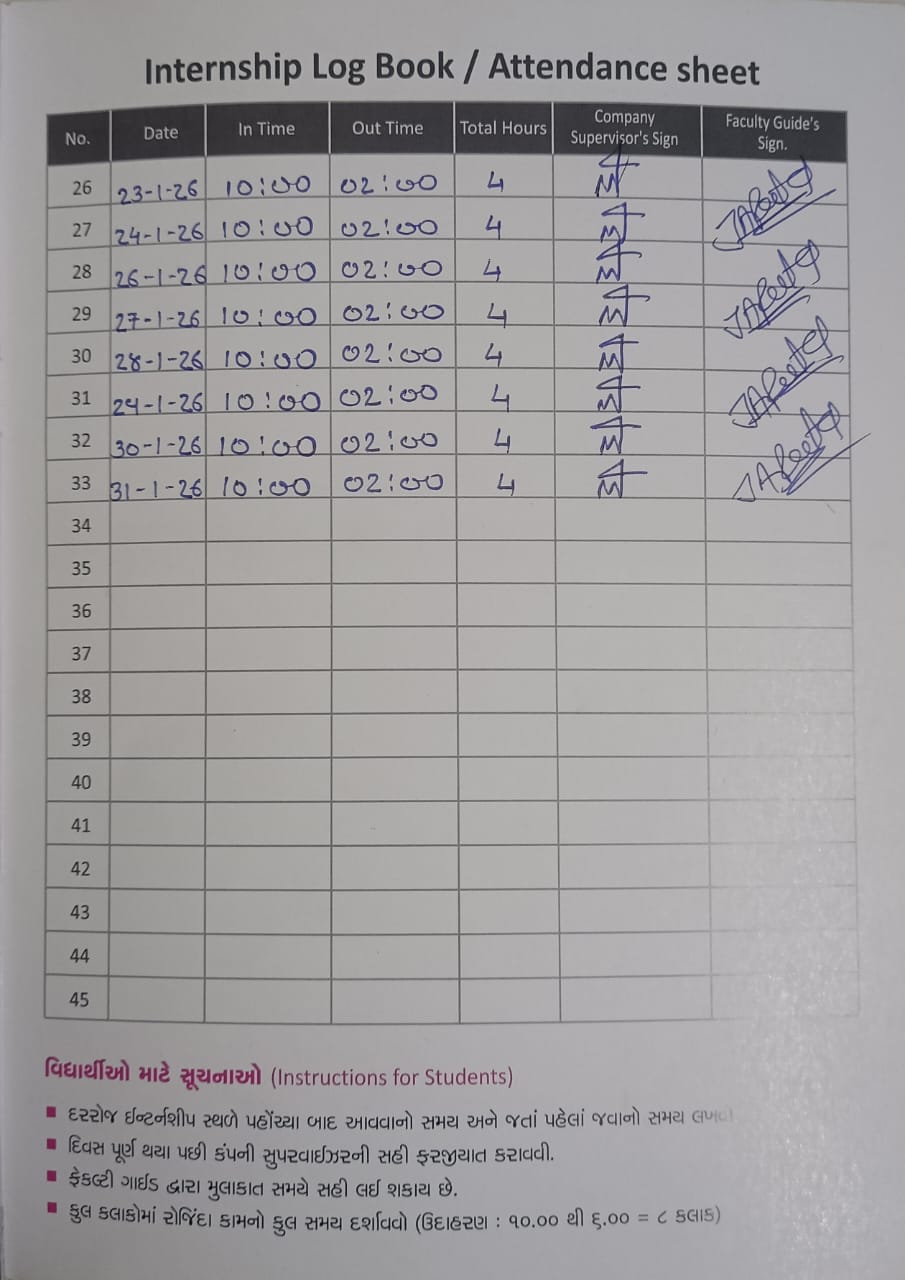 Internship Log Book / Attendance sheet
No. Date In Time Out Time Total Hours Company Supervisor's Sign Faculty Guide's Sign.
26 23-1-26 10:00 02:00 4
27 24-1-26 10:00 02:00 4
28 26-1-26 10:00 02:00 4
29 27-1-26 10:00 02:00 4
30 28-1-26 10:00 02:00 4
31 24-1-26 10:00 02:00 4
32 30-1-26 10:00 02:00 4
33 31-1-26 10:00 02:00 4
34
35
36
37
38
39
40
41
42
43
44
45
વિદ્યાર્થીઓ માટે સૂચનાઓ (Instructions for Students)
દરરોજ ઈન્ટર્નશીપ સ્થળે પહોંચ્યા બાદ આવવાનો સમય અને જતાં પહેલાં જવાનો સમય
દિવસ પૂર્ણ થયા પછી કંપની સુપરવાઈઝરની સહી ફરજીયાત કરાવવી.
ફેકલ્ટી ગાઈડ દ્વારા મુલાકાત સમયે સહી લઈ શકાય છે.
કુલ કલાકોમાં રોજિંદા કામનો કુલ સમય દર્શાવવો (ઉદાહરણ : ૧૦.૦૦ થી ૬.૦૦ = ૮ કલાક)